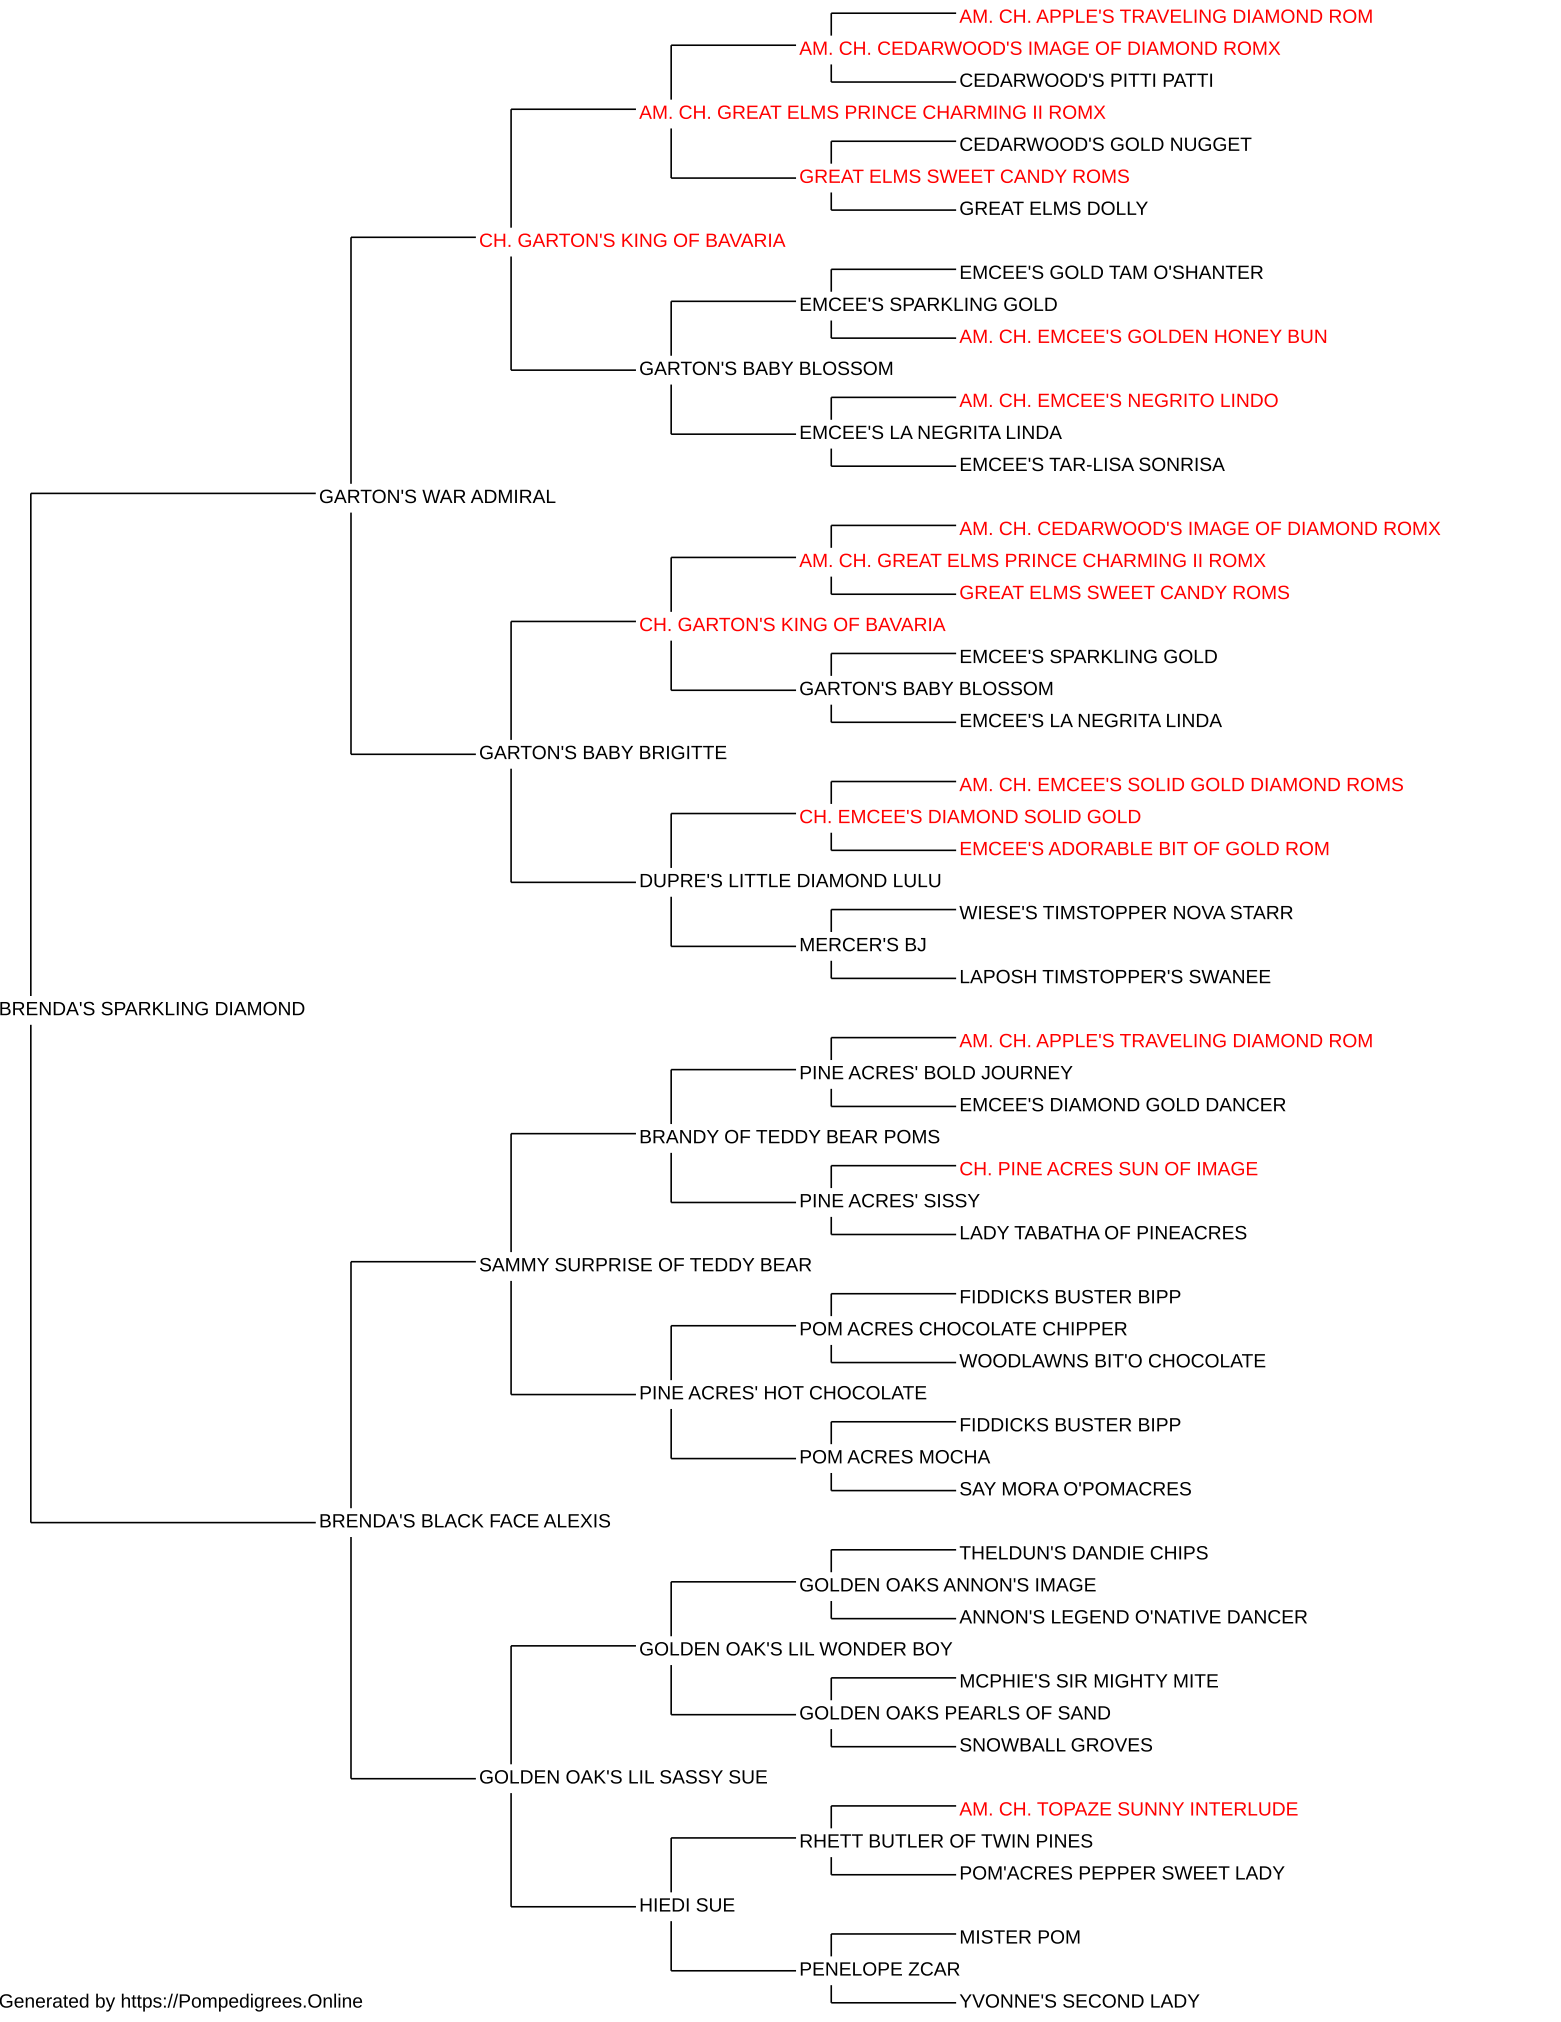 AM. CH. APPLE'S TRAVELING DIAMOND ROM
AM. CH. CEDARWOOD'S IMAGE OF DIAMOND ROMX
CEDARWOOD'S PITTI PATTI
AM. CH. GREAT ELMS PRINCE CHARMING II ROMX
CEDARWOOD'S GOLD NUGGET
GREAT ELMS SWEET CANDY ROMS
GREAT ELMS DOLLY
CH. GARTON'S KING OF BAVARIA
EMCEE'S GOLD TAM O'SHANTER
EMCEE'S SPARKLING GOLD
AM. CH. EMCEE'S GOLDEN HONEY BUN
GARTON'S BABY BLOSSOM
AM. CH. EMCEE'S NEGRITO LINDO
EMCEE'S LA NEGRITA LINDA
EMCEE'S TAR-LISA SONRISA
GARTON'S WAR ADMIRAL
AM. CH. CEDARWOOD'S IMAGE OF DIAMOND ROMX
AM. CH. GREAT ELMS PRINCE CHARMING II ROMX
GREAT ELMS SWEET CANDY ROMS
CH. GARTON'S KING OF BAVARIA
EMCEE'S SPARKLING GOLD
GARTON'S BABY BLOSSOM
EMCEE'S LA NEGRITA LINDA
GARTON'S BABY BRIGITTE
AM. CH. EMCEE'S SOLID GOLD DIAMOND ROMS
CH. EMCEE'S DIAMOND SOLID GOLD
EMCEE'S ADORABLE BIT OF GOLD ROM
DUPRE'S LITTLE DIAMOND LULU
WIESE'S TIMSTOPPER NOVA STARR
MERCER'S BJ
LAPOSH TIMSTOPPER'S SWANEE
BRENDA'S SPARKLING DIAMOND
AM. CH. APPLE'S TRAVELING DIAMOND ROM
PINE ACRES' BOLD JOURNEY
EMCEE'S DIAMOND GOLD DANCER
BRANDY OF TEDDY BEAR POMS
CH. PINE ACRES SUN OF IMAGE
PINE ACRES' SISSY
LADY TABATHA OF PINEACRES
SAMMY SURPRISE OF TEDDY BEAR
FIDDICKS BUSTER BIPP
POM ACRES CHOCOLATE CHIPPER
WOODLAWNS BIT'O CHOCOLATE
PINE ACRES' HOT CHOCOLATE
FIDDICKS BUSTER BIPP
POM ACRES MOCHA
SAY MORA O'POMACRES
BRENDA'S BLACK FACE ALEXIS
THELDUN'S DANDIE CHIPS
GOLDEN OAKS ANNON'S IMAGE
ANNON'S LEGEND O'NATIVE DANCER
GOLDEN OAK'S LIL WONDER BOY
MCPHIE'S SIR MIGHTY MITE
GOLDEN OAKS PEARLS OF SAND
SNOWBALL GROVES
GOLDEN OAK'S LIL SASSY SUE
AM. CH. TOPAZE SUNNY INTERLUDE
RHETT BUTLER OF TWIN PINES
POM'ACRES PEPPER SWEET LADY
HIEDI SUE
MISTER POM
PENELOPE ZCAR
YVONNE'S SECOND LADY
Generated by https://Pompedigrees.Online